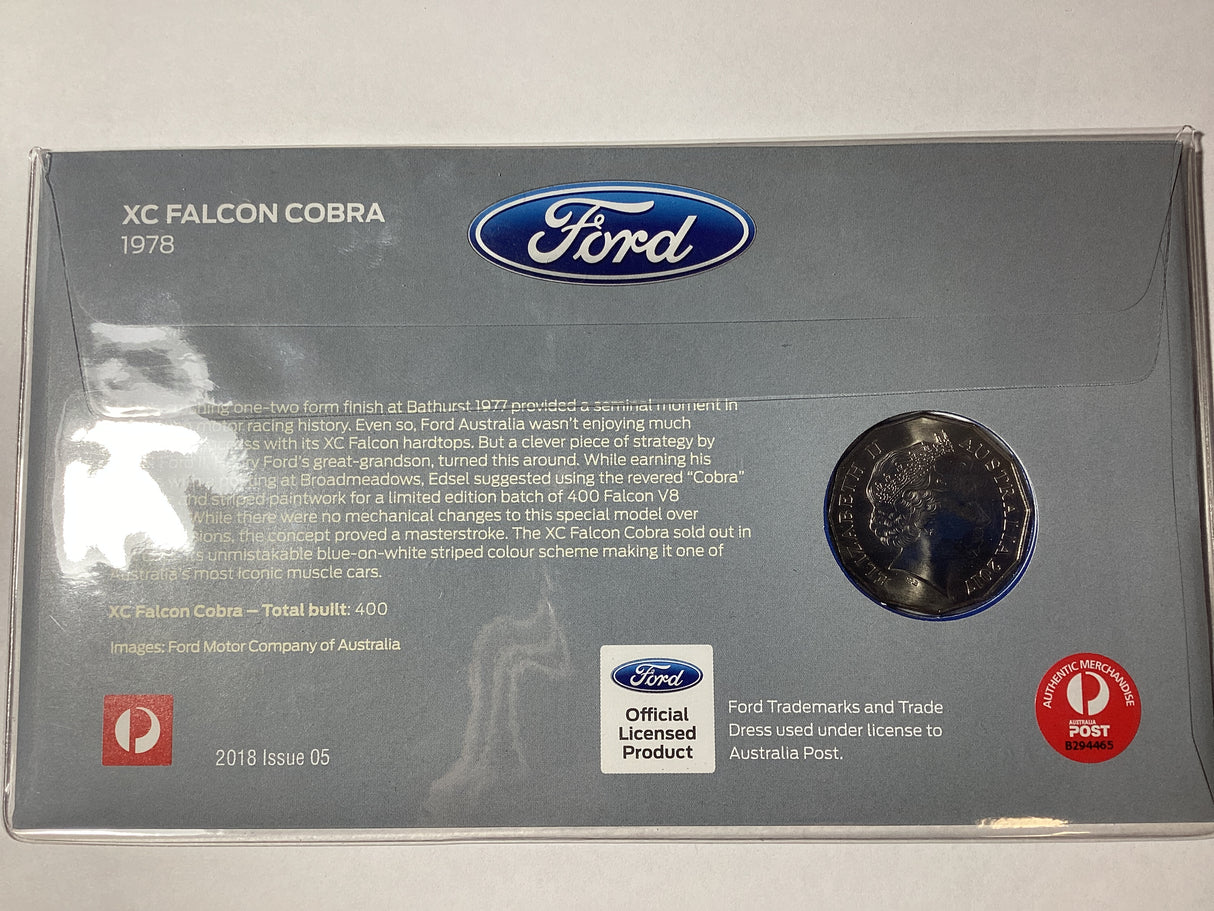 XC FALCON COBRA
1978
Ford
one-two form finish at Bathurst 1977 provided a seminal moment in
motor racing history. Even so, Ford Australia wasn't enjoying much
with its XC Falcon hardtops. But a clever piece of strategy by
Ford's great-grandson, turned this around. While earning his
at Broadmeadows, Edsel suggested using the revered "Cobra"
and striped paintwork for a limited edition batch of 400 Falcon V8
While there were no mechanical changes to this special model over
the concept proved a masterstroke. The XC Falcon Cobra sold out in
unmistakable blue-on-white striped colour scheme making it one of
Australia's most iconic muscle cars.
XC Falcon Cobra – Total built: 400
Images: Ford Motor Company of Australia
2018 Issue 05
Ford
Official
Licensed
Product
Ford Trademarks and Trade
Dress used under license to
Australia Post.
ELIZABETH II AUSTRALIA 2017
AUTHENTIC MERCHANDISE
AUSTRALIA
POST
B294465